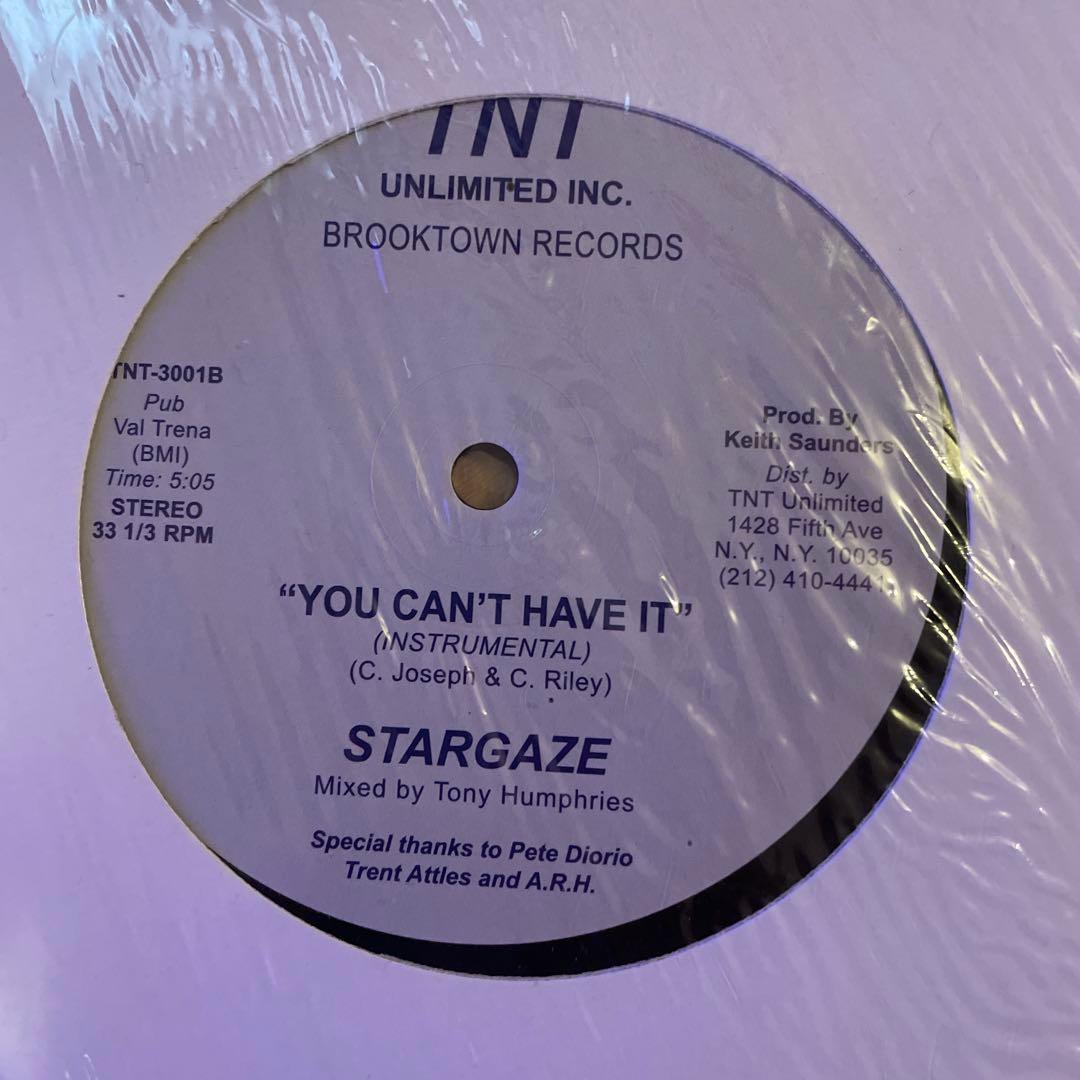 TNT
UNLIMITED INC.
BROOKTOWN RECORDS
TNT-3001B
Pub
Val Trena
(BMI)
Time: 5:05
STEREO
33 1/3 RPM
Prod. By
Keith Saunders
Dist. by
TNT Unlimited
1428 Fifth Ave
N.Y., N.Y. 10035
(212)
“YOU CAN’T HAVE IT”
(INSTRUMENTAL)
(C. Joseph & C. Riley)
STARGAZE
Mixed by Tony Humphries
Special thanks to Pete Diorio
Trent Attles and A.R.H.